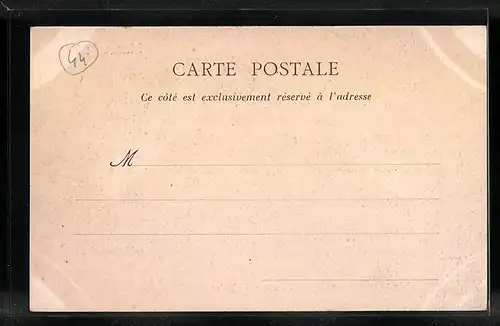 44
CARTE POSTALE
Ce côté est exclusivement réservé à l'adresse
M